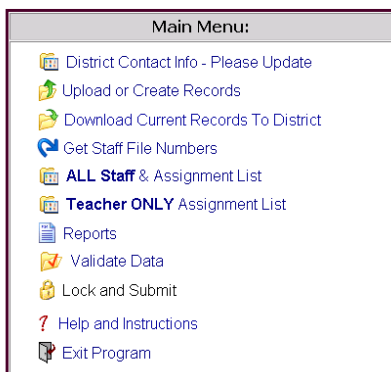 Main Menu:
District Contact Info - Please Update
Upload or Create Records
Download Current Records To District
Get Staff File Numbers
ALL Staff & Assignment List
Teacher ONLY Assignment List
Reports
Validate Data
Lock and Submit
? Help and Instructions
Exit Program